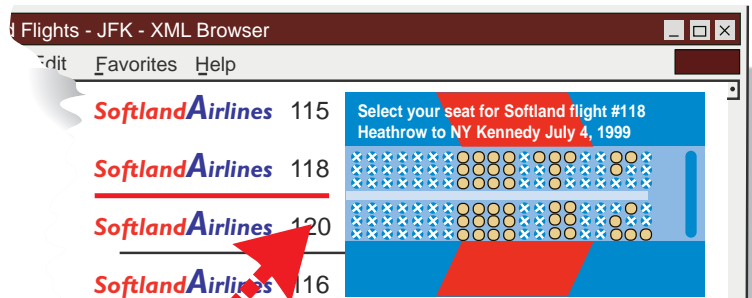 Flights - JFK - XML Browser
Edit Favorites Help
SoftlandAirlines 115
SoftlandAirlines 118
SoftlandAirlines 120
SoftlandAirlines 116
Select your seat for Softland flight #118
Heathrow to NY Kennedy July 4, 1999